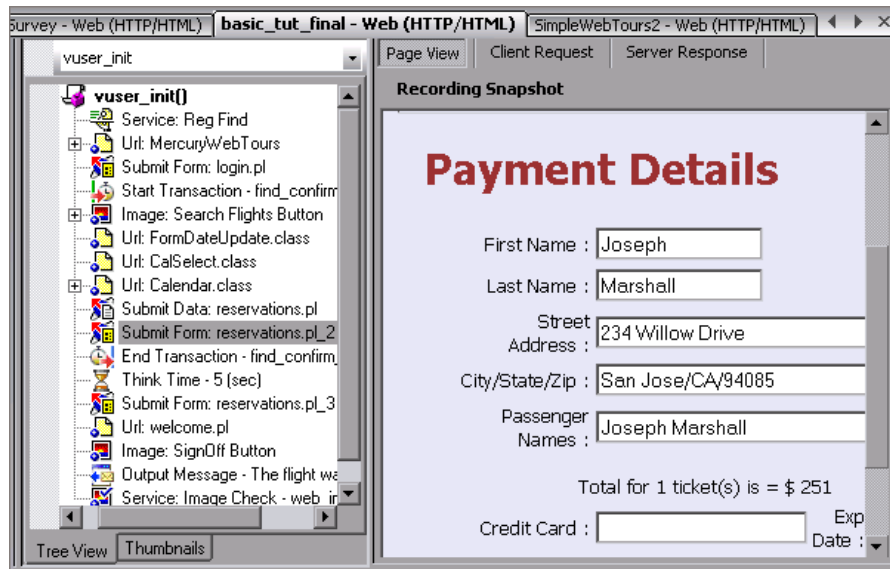 Survey - Web (HTTP/HTML)
basic_tut_final - Web (HTTP/HTML)
SimpleWebTours2 - Web (HTTP/HTML)
vuser_init
Page View
Client Request
Server Response
Recording Snapshot
vuser_init()
Service: Reg Find
Url: MercuryWebTours
Submit Form: login.pl
Start Transaction - find_confirm
Image: Search Flights Button
Url: FormDateUpdate.class
Url: CalSelect.class
Url: Calendar.class
Submit Data: reservations.pl
Submit Form: reservations.pl_2
End Transaction - find_confirm_
Think Time - 5 (sec)
Submit Form: reservations.pl_3
Url: welcome.pl
Image: SignOff Button
Output Message - The flight wa
Service: Image Check - web_in
Tree View
Thumbnails
Payment Details
First Name : Joseph
Last Name : Marshall
Street
Address : 234 Willow Drive
City/State/Zip : San Jose/CA/94085
Passenger
Names : Joseph Marshall
Total for 1 ticket(s) is = $ 251
Credit Card :
Exp
Date :